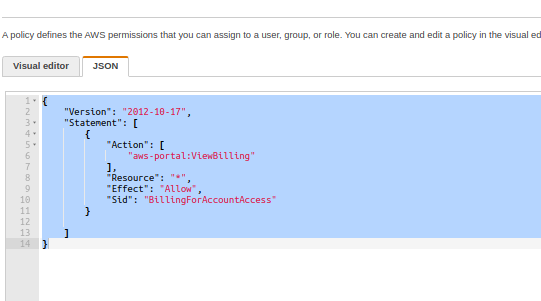 A policy defines the AWS permissions that you can assign to a user, group, or role. You can create and edit a policy in the visual ed
Visual editor JSON
1 {
2 "Version": "2012-10-17",
3 "Statement": [
4 {
5 "Action": [
6 "aws-portal:ViewBilling"
7 ],
8 "Resource": "*",
9 "Effect": "Allow",
10 "Sid": "BillingForAccountAccess"
11 }
12
13 ]
14 }